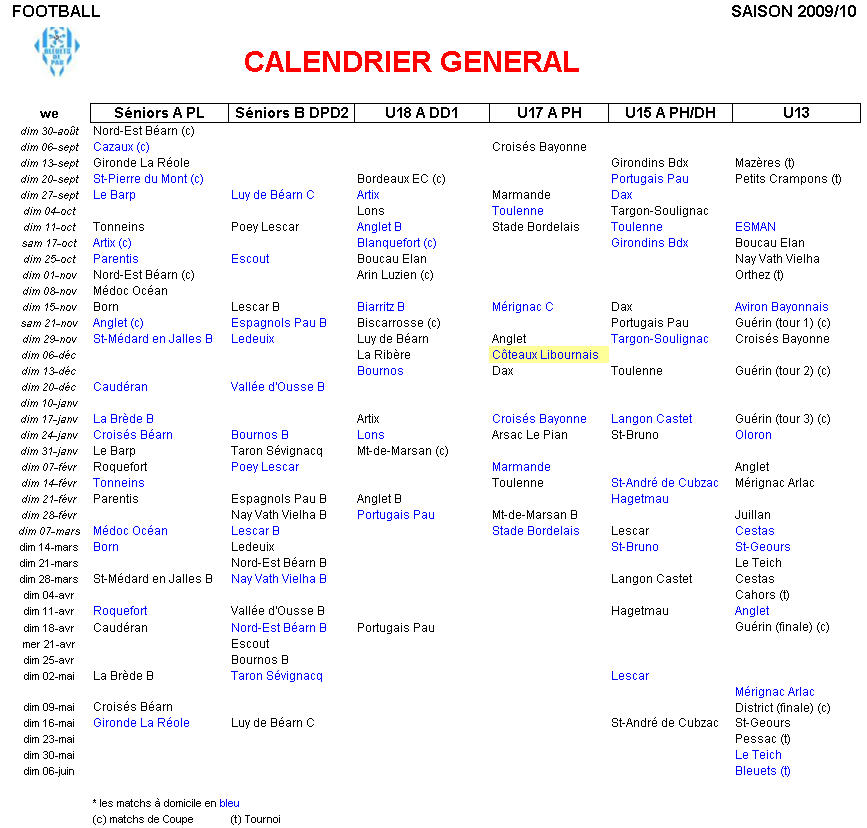 FOOTBALL SAISON 2009/10
BLEUETS
DE
PAU
CALENDRIER GENERAL
we Séniors A PL Séniors B DPD2 U18 A DD1 U17 A PH U15 A PH/DH U13
dim 30-août Nord-Est Béarn (c)
dim 06-sept Cazaux (c) Croisés Bayonne
dim 13-sept Gironde La Réole Girondins Bdx Mazères (t)
dim 20-sept St-Pierre du Mont (c) Bordeaux EC (c) Portugais Pau Petits Crampons (t)
dim 27-sept Le Barp Luy de Béarn C Artix Marmande Dax
dim 04-oct Lons Toulenne Targon-Soulignac
dim 11-oct Tonneins Poey Lescar Anglet B Stade Bordelais Toulenne ESMAN
sam 17-oct Artix (c) Blanquefort (c) Girondins Bdx Boucau Elan
dim 25-oct Parentis Escout Boucau Elan Nay Vath Vielha
dim 01-nov Nord-Est Béarn (c) Arin Luzien (c) Orthez (t)
dim 08-nov Médoc Océan
dim 15-nov Born Lescar B Biarritz B Mérignac C Dax Aviron Bayonnais
sam 21-nov Anglet (c) Espagnols Pau B Biscarrosse (c) Portugais Pau Guérin (tour 1) (c)
dim 29-nov St-Médard en Jalles B Ledeuix Luy de Béarn Anglet Targon-Soulignac Croisés Bayonne
dim 06-déc La Ribère Côteaux Libournais
dim 13-déc Bournos Dax Toulenne Guérin (tour 2) (c)
dim 20-déc Caudéran Vallée d'Ousse B
dim 10-janv
dim 17-janv La Brède B Artix Croisés Bayonne Langon Castet Guérin (tour 3) (c)
dim 24-janv Croisés Béarn Bournos B Lons Arsac Le Pian St-Bruno Oloron
dim 31-janv Le Barp Taron Sévignacq Mt-de-Marsan (c)
dim 07-févr Roquefort Poey Lescar Marmande Anglet
dim 14-févr Tonneins Toulenne St-André de Cubzac Mérignac Arlac
dim 21-févr Parentis Espagnols Pau B Anglet B Hagetmau
dim 28-févr Nay Vath Vielha B Portugais Pau Mt-de-Marsan B Juillan
dim 07-mars Médoc Océan Lescar B Stade Bordelais Lescar Cestas
dim 14-mars Born Ledeuix St-Bruno St-Geours
dim 21-mars Nord-Est Béarn B Le Teich
dim 28-mars St-Médard en Jalles B Nay Vath Vielha B Langon Castet Cestas
dim 04-avr Cahors (t)
dim 11-avr Roquefort Vallée d'Ousse B Hagetmau Anglet
dim 18-avr Caudéran Nord-Est Béarn B Portugais Pau Guérin (finale) (c)
mer 21-avr Escout
dim 25-avr Bournos B
dim 02-mai La Brède B Taron Sévignacq Lescar
Mérignac Arlac
dim 09-mai Croisés Béarn District (finale) (c)
dim 16-mai Gironde La Réole Luy de Béarn C St-André de Cubzac St-Geours
dim 23-mai Pessac (t)
dim 30-mai Le Teich
dim 06-juin Bleuets (t)
* les matchs à domicile en bleu
(c) matchs de Coupe (t) Tournoi